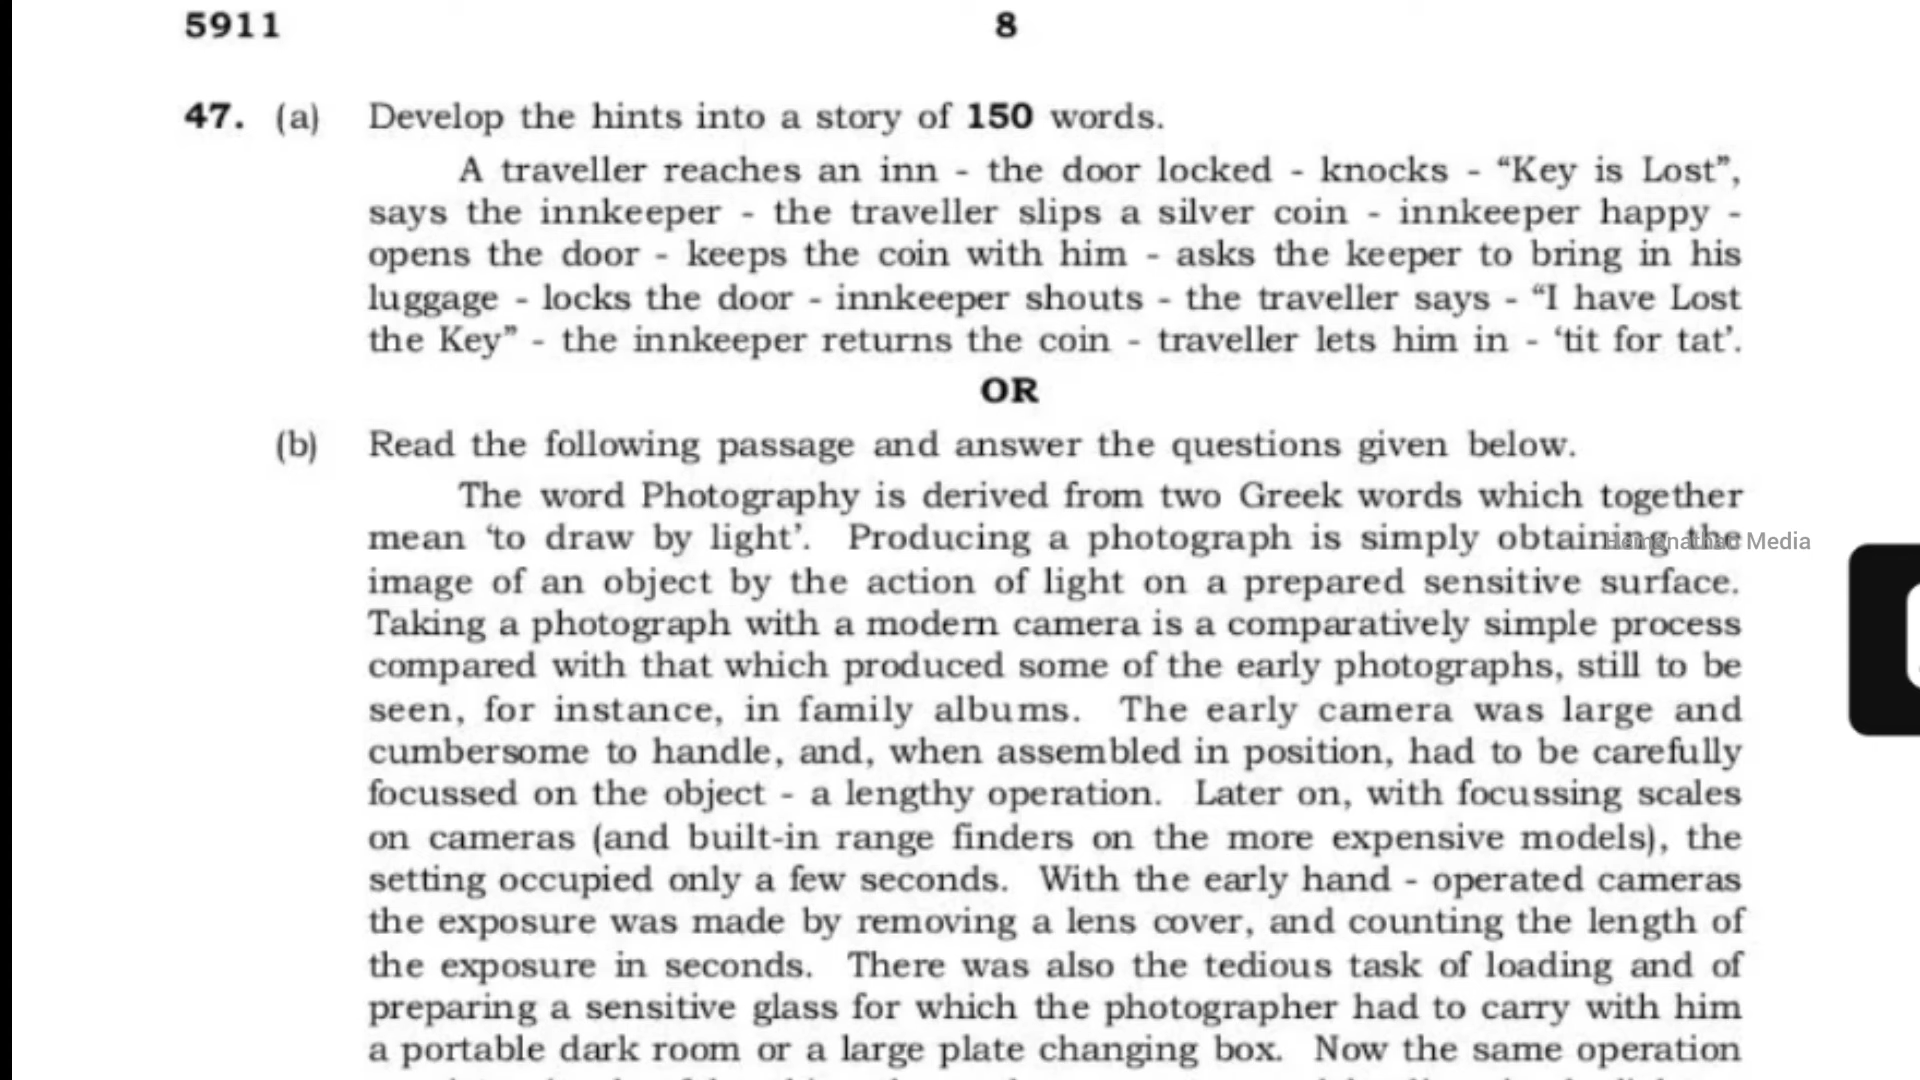 5911
8
47. (a) Develop the hints into a story of 150 words.
A traveller reaches an inn - the door locked - knocks - “Key is Lost”,
says the innkeeper - the traveller slips a silver coin - innkeeper happy -
opens the door - keeps the coin with him - asks the keeper to bring in his
luggage - locks the door - innkeeper shouts - the traveller says - “I have Lost
the Key” - the innkeeper returns the coin - traveller lets him in - ‘tit for tat’.
OR
(b) Read the following passage and answer the questions given below.
The word Photography is derived from two Greek words which together
mean ‘to draw by light’. Producing a photograph is simply obtaining the
Hemanathan Media
image of an object by the action of light on a prepared sensitive surface.
Taking a photograph with a modern camera is a comparatively simple process
compared with that which produced some of the early photographs, still to be
seen, for instance, in family albums. The early camera was large and
cumbersome to handle, and, when assembled in position, had to be carefully
focussed on the object - a lengthy operation. Later on, with focussing scales
on cameras (and built-in range finders on the more expensive models), the
setting occupied only a few seconds. With the early hand - operated cameras
the exposure was made by removing a lens cover, and counting the length of
the exposure in seconds. There was also the tedious task of loading and of
preparing a sensitive glass for which the photographer had to carry with him
a portable dark room or a large plate changing box. Now the same operation